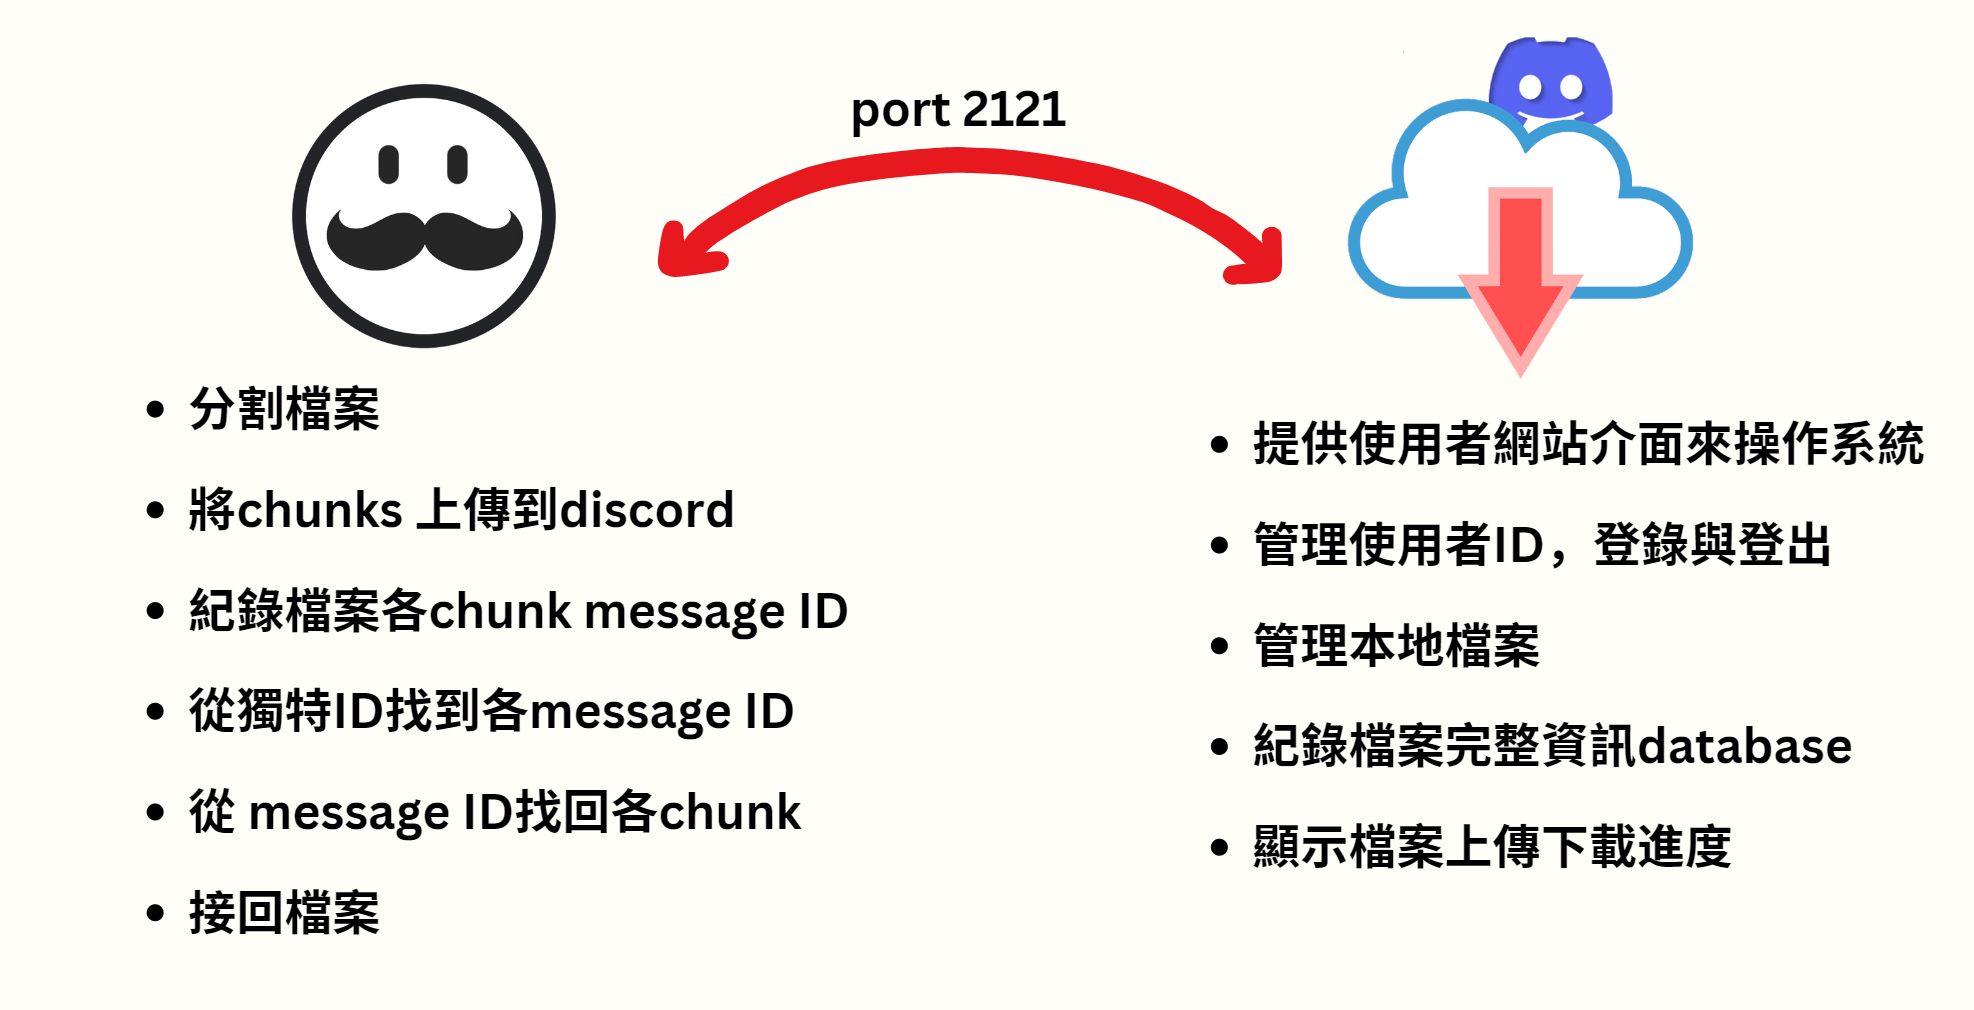 port 2121
• 分割檔案
• 將chunks 上傳到discord
• 紀錄檔案各chunk message ID
• 從獨特ID找到各message ID
• 從 message ID找回各chunk
• 接回檔案
• 提供使用者網站介面來操作系統
• 管理使用者ID，登錄與登出
• 管理本地檔案
• 紀錄檔案完整資訊database
• 顯示檔案上傳下載進度